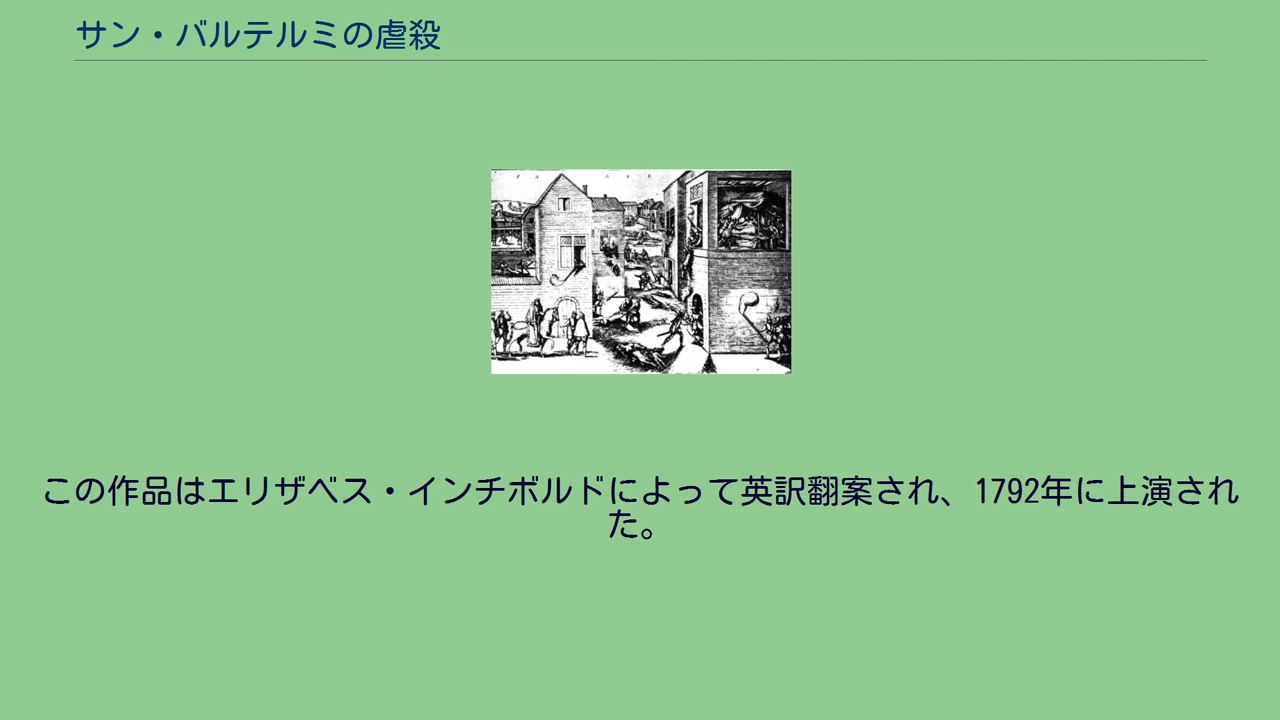 サン・バルテルミの虐殺
この作品はエリザベス・インチボルドによって英訳翻案され、1792年に上演され
た。